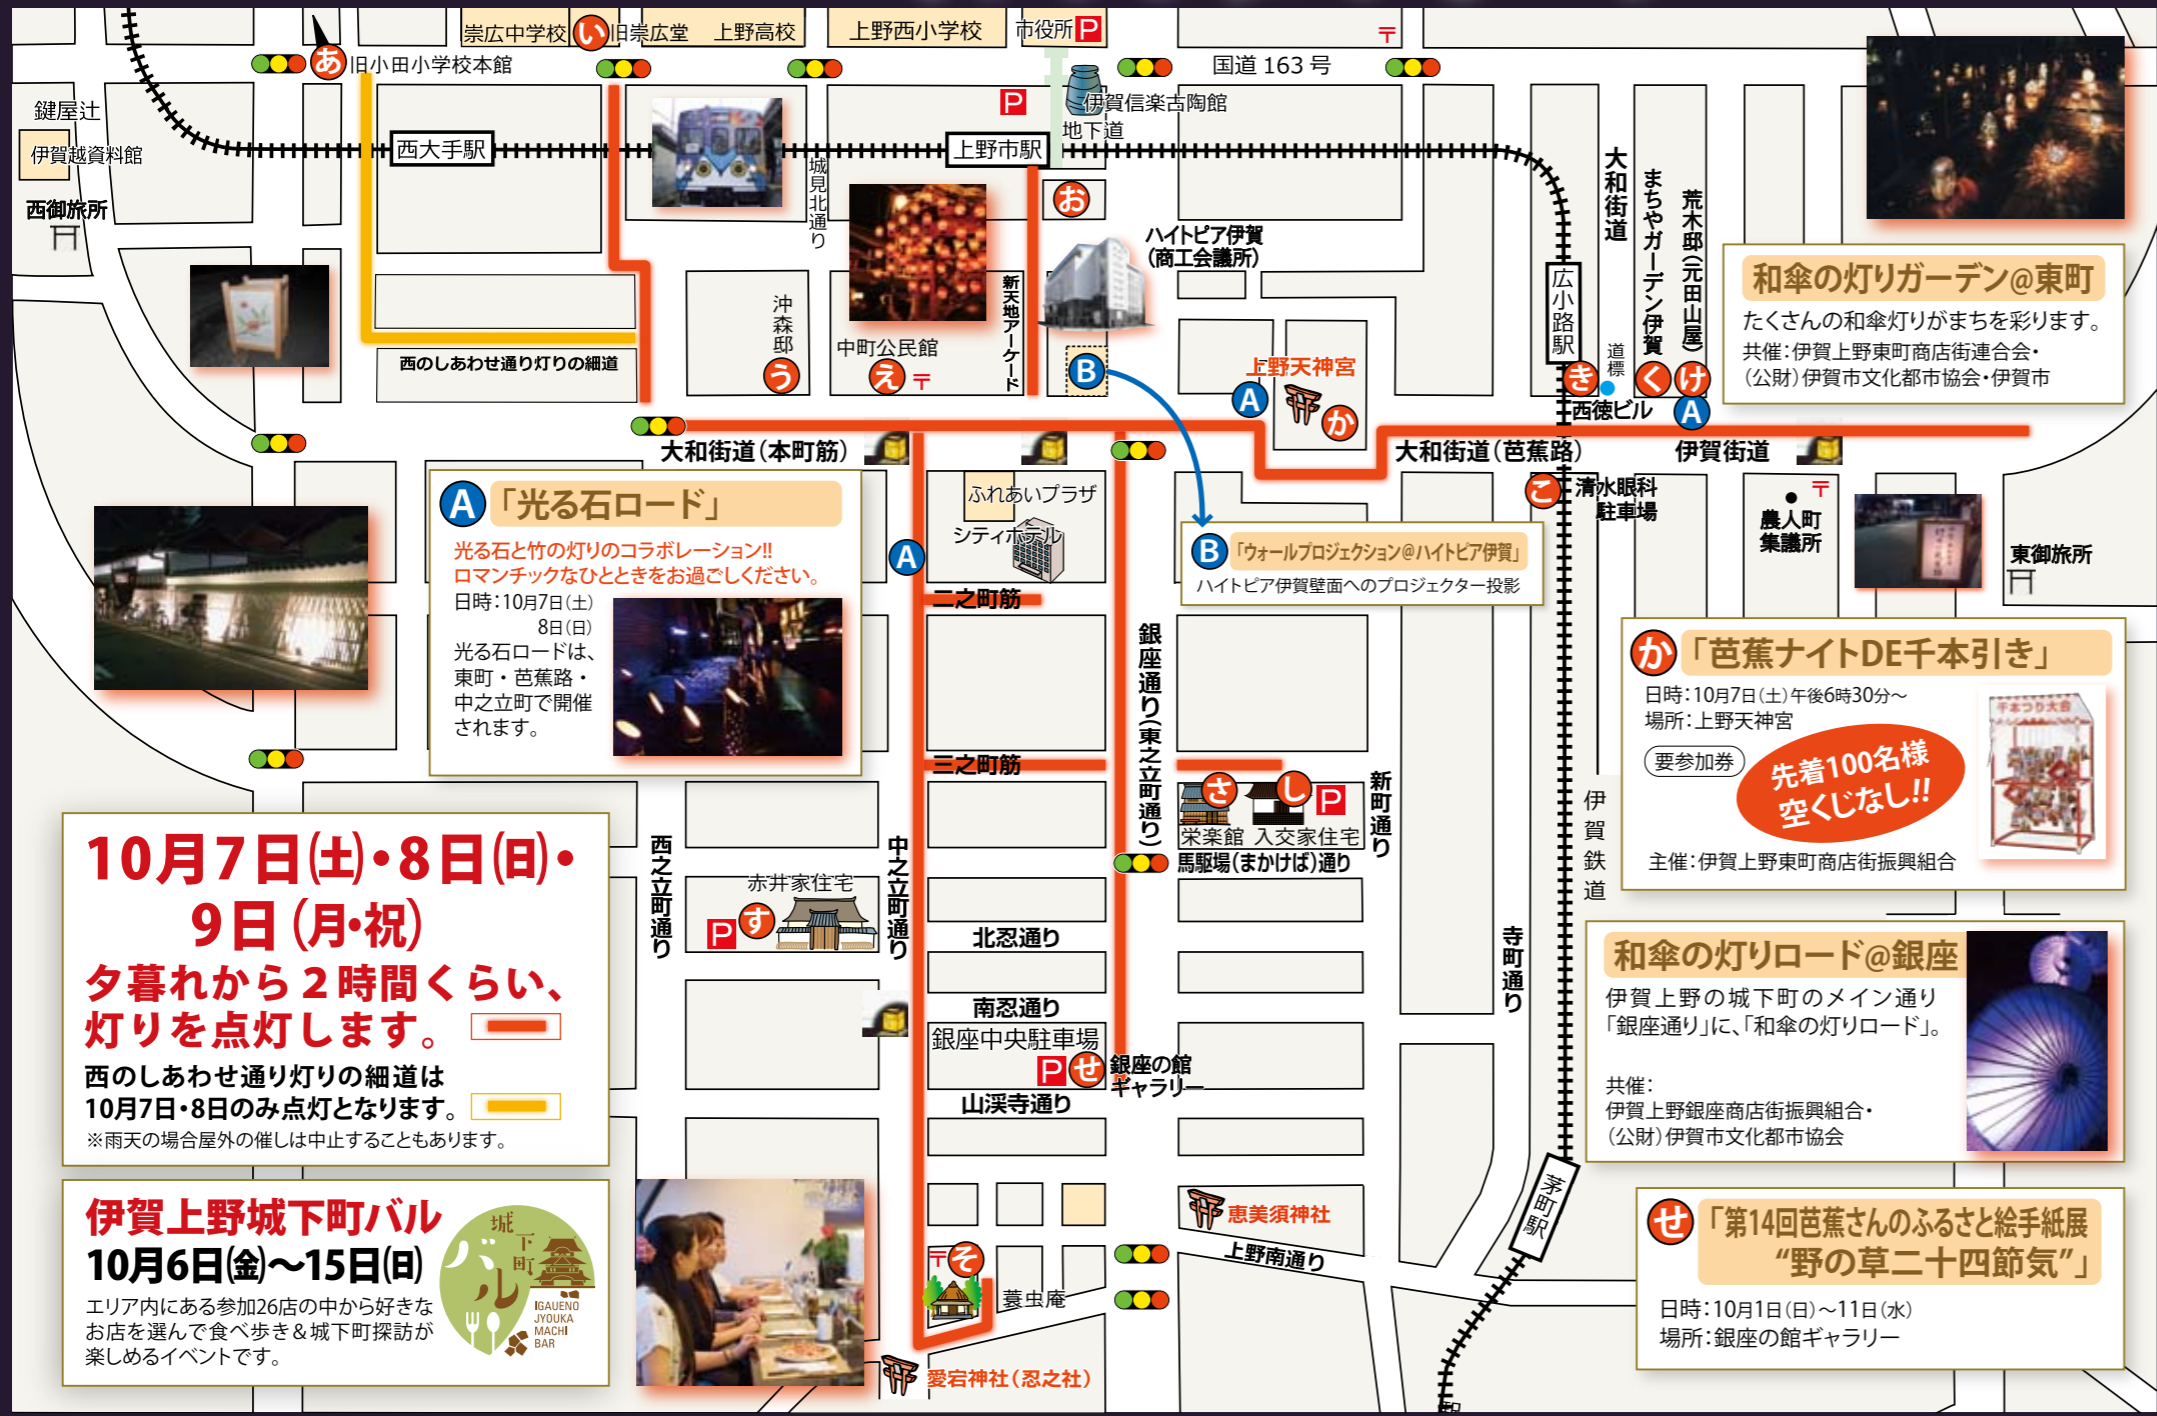 崇広中学校
い
旧崇広堂
上野高校
上野西小学校
市役所
P
〒
あ
旧小田小学校本館
国道163号
鍵屋辻
伊賀越資料館
西御旅所
西大手駅
城見北通り
P
上野市駅
伊賀信楽古陶館
地下道
お
ハイトピア伊賀
(商工会議所)
新天地アーケード
沖森邸
う
中町公民館
え
〒
B
西のしあわせ通り灯りの細道
上野天神宮
A
か
広小路駅
大和街道
道標
まちやガーデン伊賀
荒木邸(元田山屋)
き
く
け
西徳ビル
A
和傘の灯りガーデン@東町
たくさんの和傘灯りがまちを彩ります。
共催:伊賀上野東町商店街連合会・
(公財)伊賀市文化都市協会・伊賀市
大和街道(本町筋)
大和街道(芭蕉路)
伊賀街道
A「光る石ロード」
光る石と竹の灯りのコラボレーション!!
ロマンチックなひとときをお過ごしください。
日時:10月7日(土)
8日(日)
光る石ロードは、
東町・芭蕉路・
中之立町で開催
されます。
ふれあいプラザ
シティホテル
A
二之町筋
B「ウォールプロジェクション@ハイトピア伊賀」
ハイトピア伊賀壁面へのプロジェクター投影
こ
清水眼科
駐車場
農人町
集議所
〒
東御旅所
銀座通り(東之立町通り)
三之町筋
さ
し
P
栄楽館
入交家住宅
馬駆場(まかけば)通り
新町通り
伊賀鉄道
か「芭蕉ナイトDE千本引き」
日時:10月7日(土)午後6時30分～
場所:上野天神宮
要参加券
先着100名様
空くじなし!!
千本つり大会
主催:伊賀上野東町商店街振興組合
10月7日(土)・8日(日)・
9日(月・祝)
夕暮れから2時間くらい、
灯りを点灯します。
西のしあわせ通り灯りの細道は
10月7日・8日のみ点灯となります。
※雨天の場合屋外の催しは中止することもあります。
西之立町通り
赤井家住宅
P
す
中之立町通り
北忍通り
南忍通り
銀座中央駐車場
P
せ
銀座の館
ギャラリー
山渓寺通り
寺町通り
和傘の灯りロード@銀座
伊賀上野の城下町のメイン通り
「銀座通り」に、「和傘の灯りロード」。
共催:
伊賀上野銀座商店街振興組合・
(公財)伊賀市文化都市協会
伊賀上野城下町バル
10月6日(金)～15日(日)
エリア内にある参加26店の中から好きな
お店を選んで食べ歩き&城下町探訪が
楽しめるイベントです。
城下町
バル
IGAUENO
JYOUKA
MACHI
BAR
〒
そ
蓑虫庵
愛宕神社(忍之社)
恵美須神社
上野南通り
茅町駅
せ「第14回芭蕉さんのふるさと絵手紙展
“野の草二十四節気”」
日時:10月1日(日)～11日(水)
場所:銀座の館ギャラリー